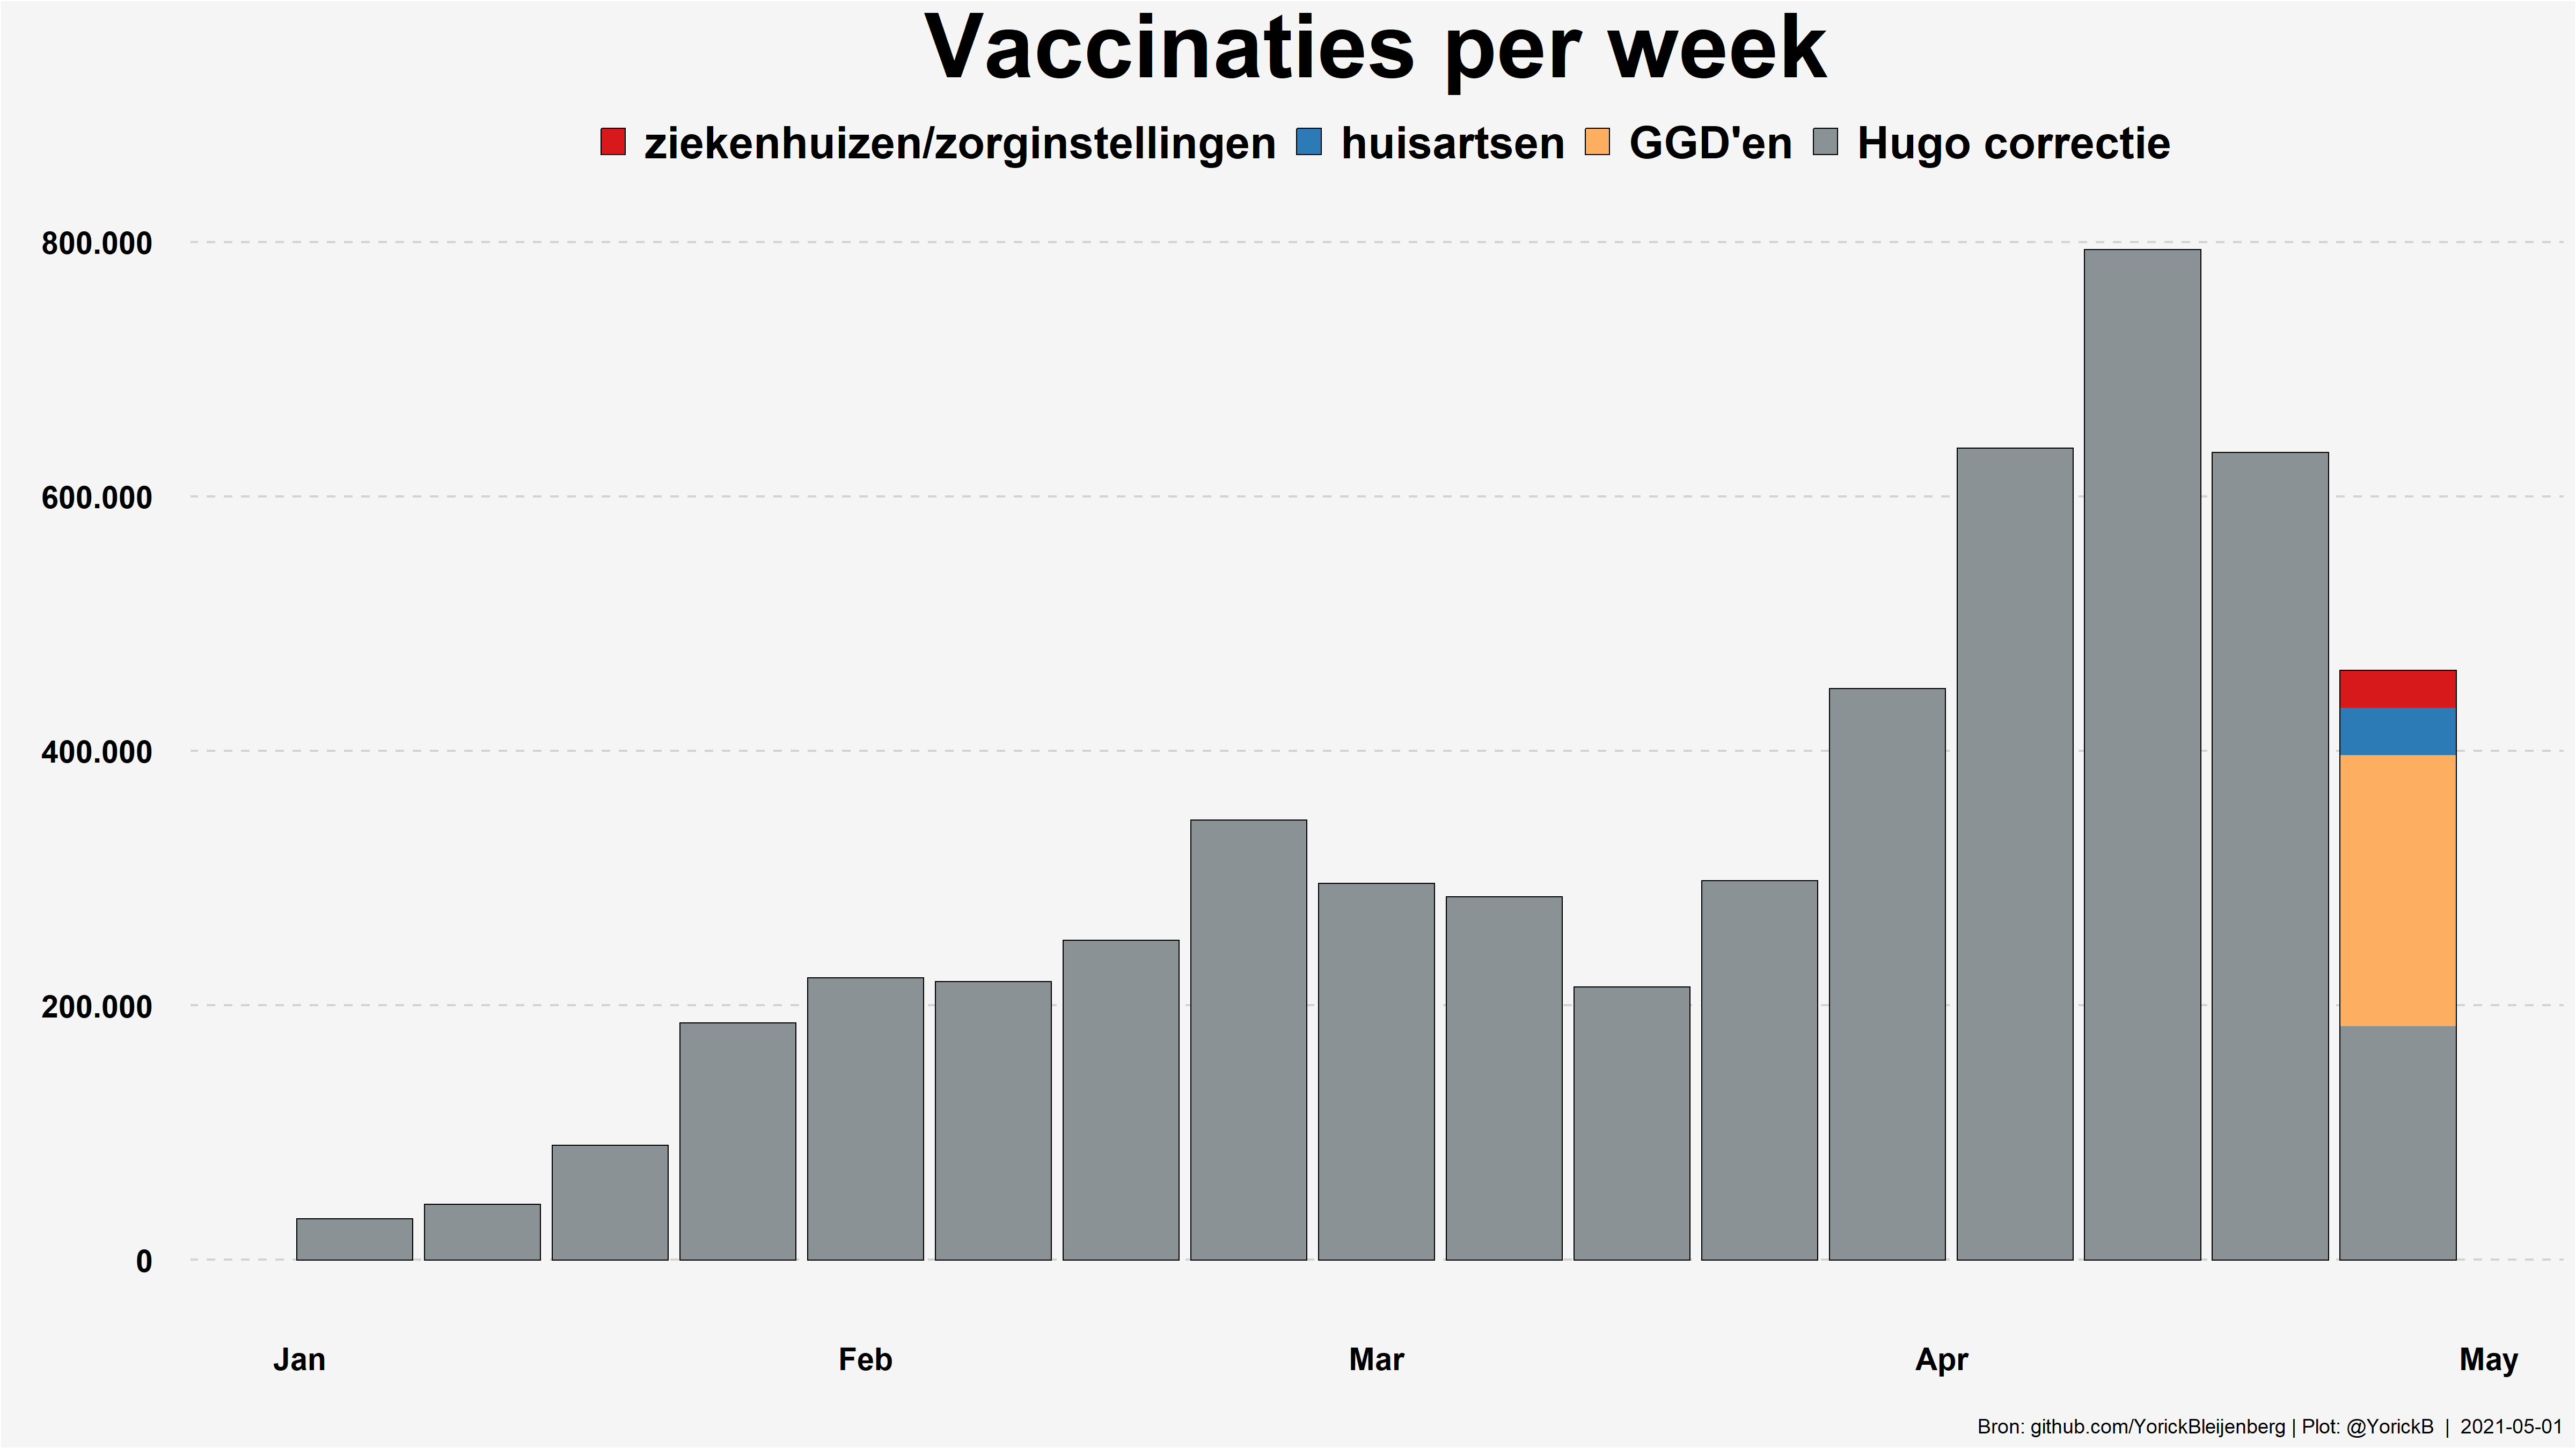 Vaccinaties per week
ziekenhuizen/zorginstellingen huisartsen GGD'en Hugo correctie
800.000
600.000
400.000
200.000
0
Jan Feb Mar Apr May
Bron: github.com/YorickBleijenberg | Plot: @YorickB | 2021-05-01